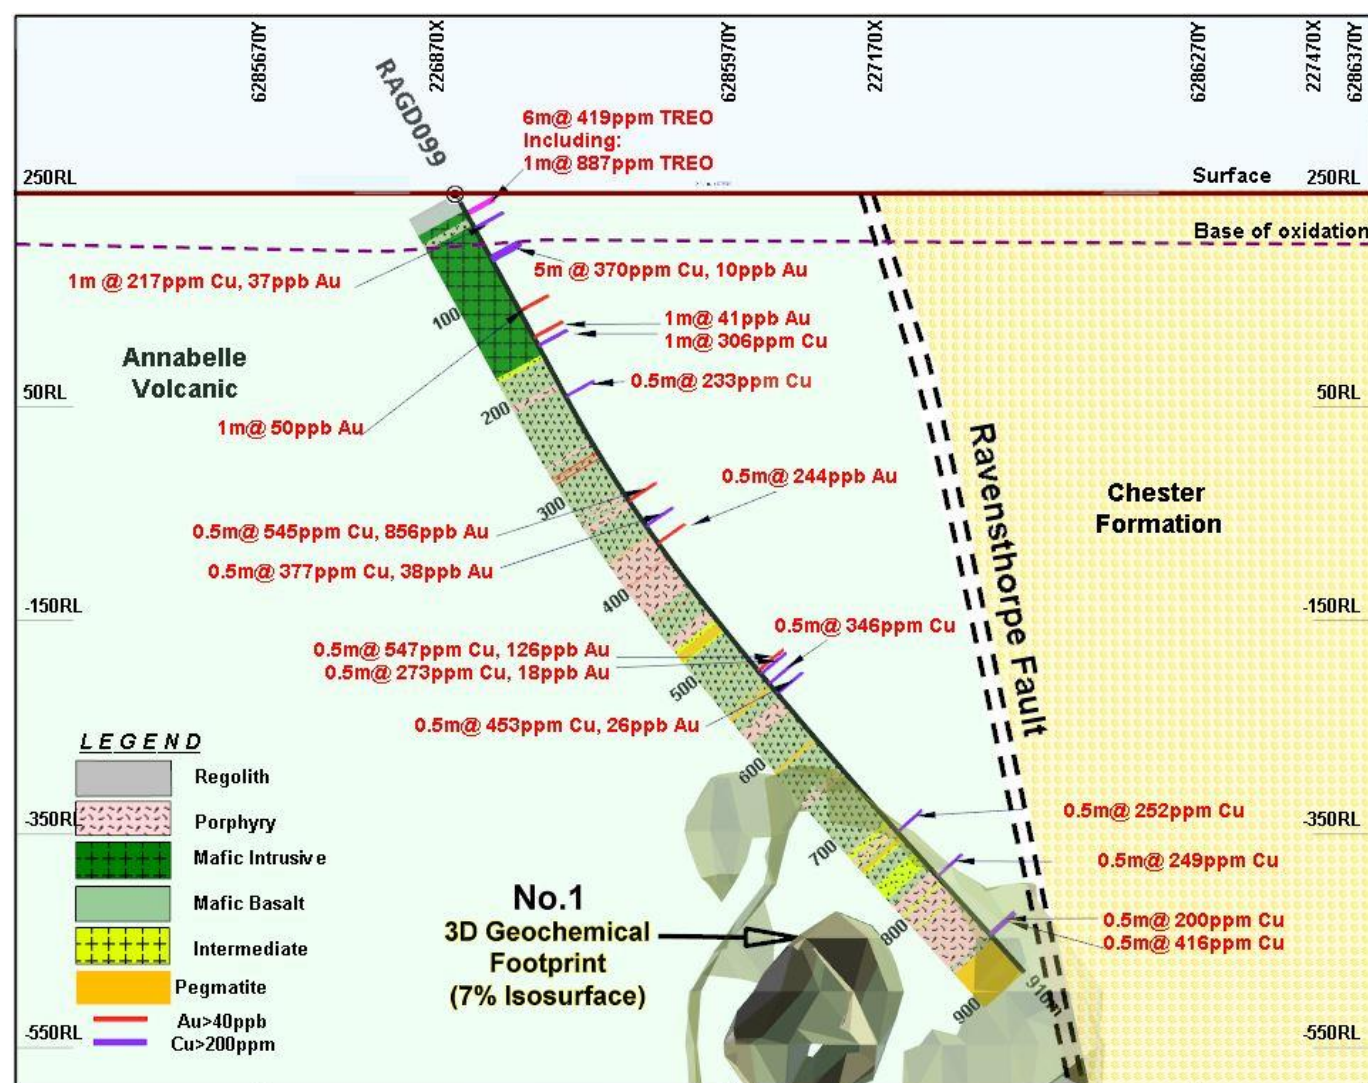 6285670Y
226870X
6285970Y
227170X
6286270Y
227470X
6286370Y
RAGD099
6m@ 419ppm TREO
Including:
1m@ 887ppm TREO
250RL
Surface
250RL
Base of oxidation
1m @ 217ppm Cu, 37ppb Au
5m @ 370ppm Cu, 10ppb Au
100
1m@ 41ppb Au
1m@ 306ppm Cu
Annabelle
Volcanic
0.5m@ 233ppm Cu
50RL
50RL
200
1m@ 50ppb Au
Ravensthorpe Fault
0.5m@ 244ppb Au
Chester
Formation
300
0.5m@ 545ppm Cu, 856ppb Au
0.5m@ 377ppm Cu, 38ppb Au
400
-150RL
-150RL
0.5m@ 346ppm Cu
0.5m@ 547ppm Cu, 126ppb Au
0.5m@ 273ppm Cu, 18ppb Au
500
0.5m@ 453ppm Cu, 26ppb Au
LEGEND
Regolith
Porphyry
Mafic Intrusive
Mafic Basalt
Intermediate
Pegmatite
Au>40ppb
Cu>200ppm
600
-350RL
-350RL
0.5m@ 252ppm Cu
700
0.5m@ 249ppm Cu
No.1
3D Geochemical
Footprint
(7% Isosurface)
800
0.5m@ 200ppm Cu
0.5m@ 416ppm Cu
900
910m
-550RL
-550RL